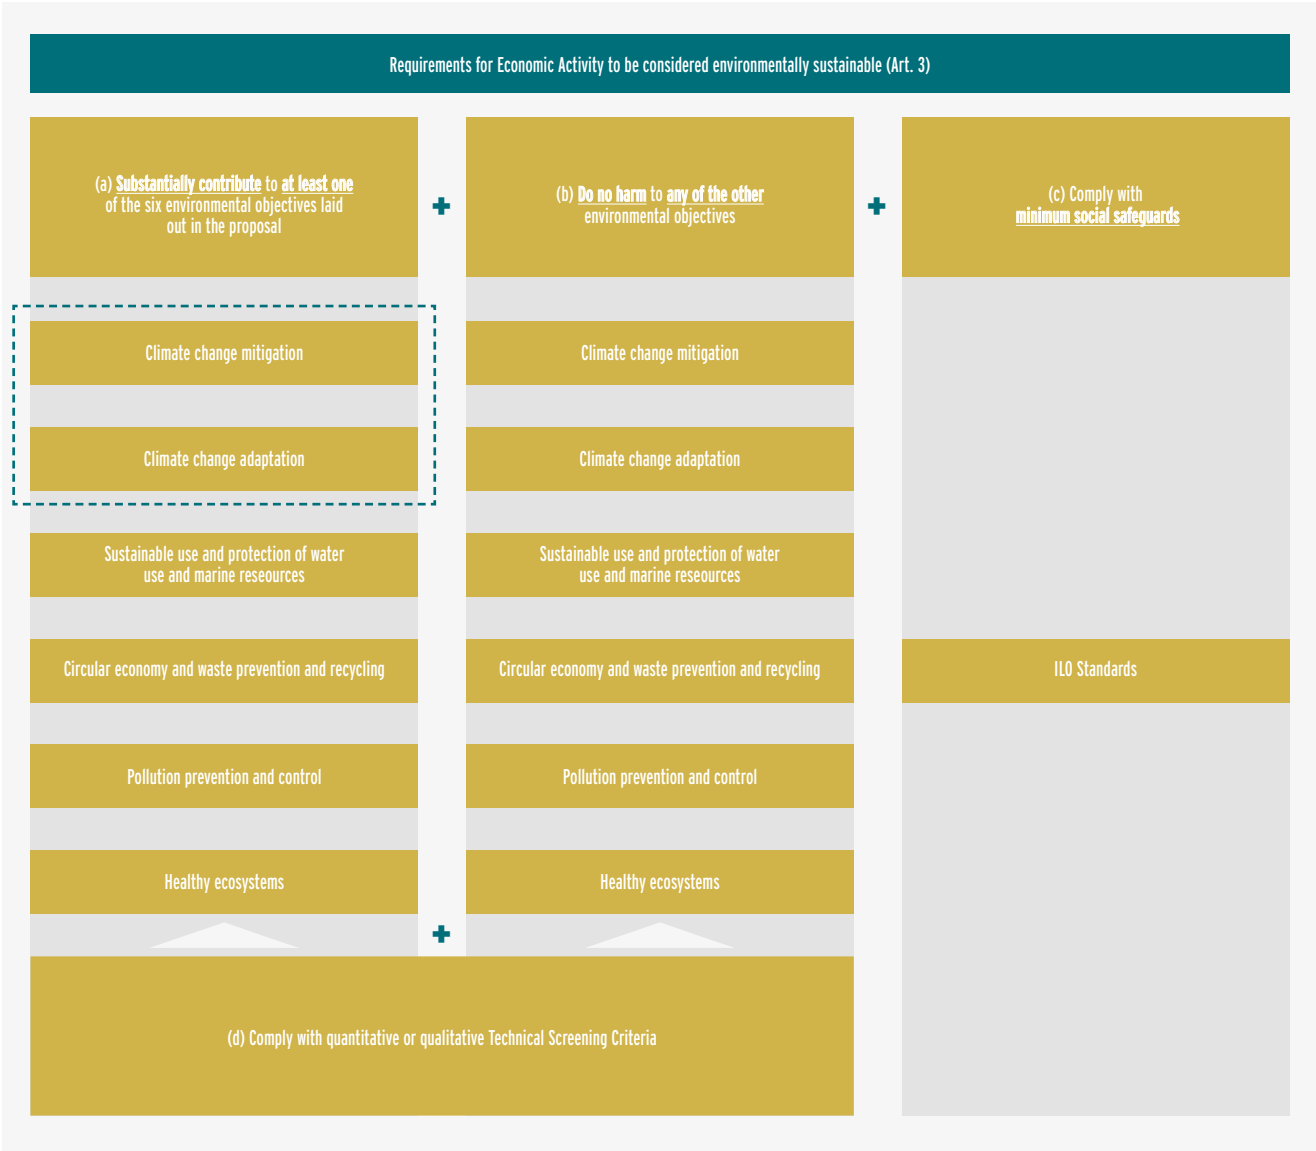 Requirements for Economic Activity to be considered environmentally sustainable (Art. 3)
(a) Substantially contribute to at least one
of the six environmental objectives laid
out in the proposal
(b) Do no harm to any of the other
environmental objectives
(c) Comply with
minimum social safeguards
Climate change mitigation
Climate change mitigation
Climate change adaptation
Climate change adaptation
Sustainable use and protection of water
use and marine reseources
Sustainable use and protection of water
use and marine reseources
Circular economy and waste prevention and recycling
Circular economy and waste prevention and recycling
ILO Standards
Pollution prevention and control
Pollution prevention and control
Healthy ecosystems
Healthy ecosystems
(d) Comply with quantitative or qualitative Technical Screening Criteria